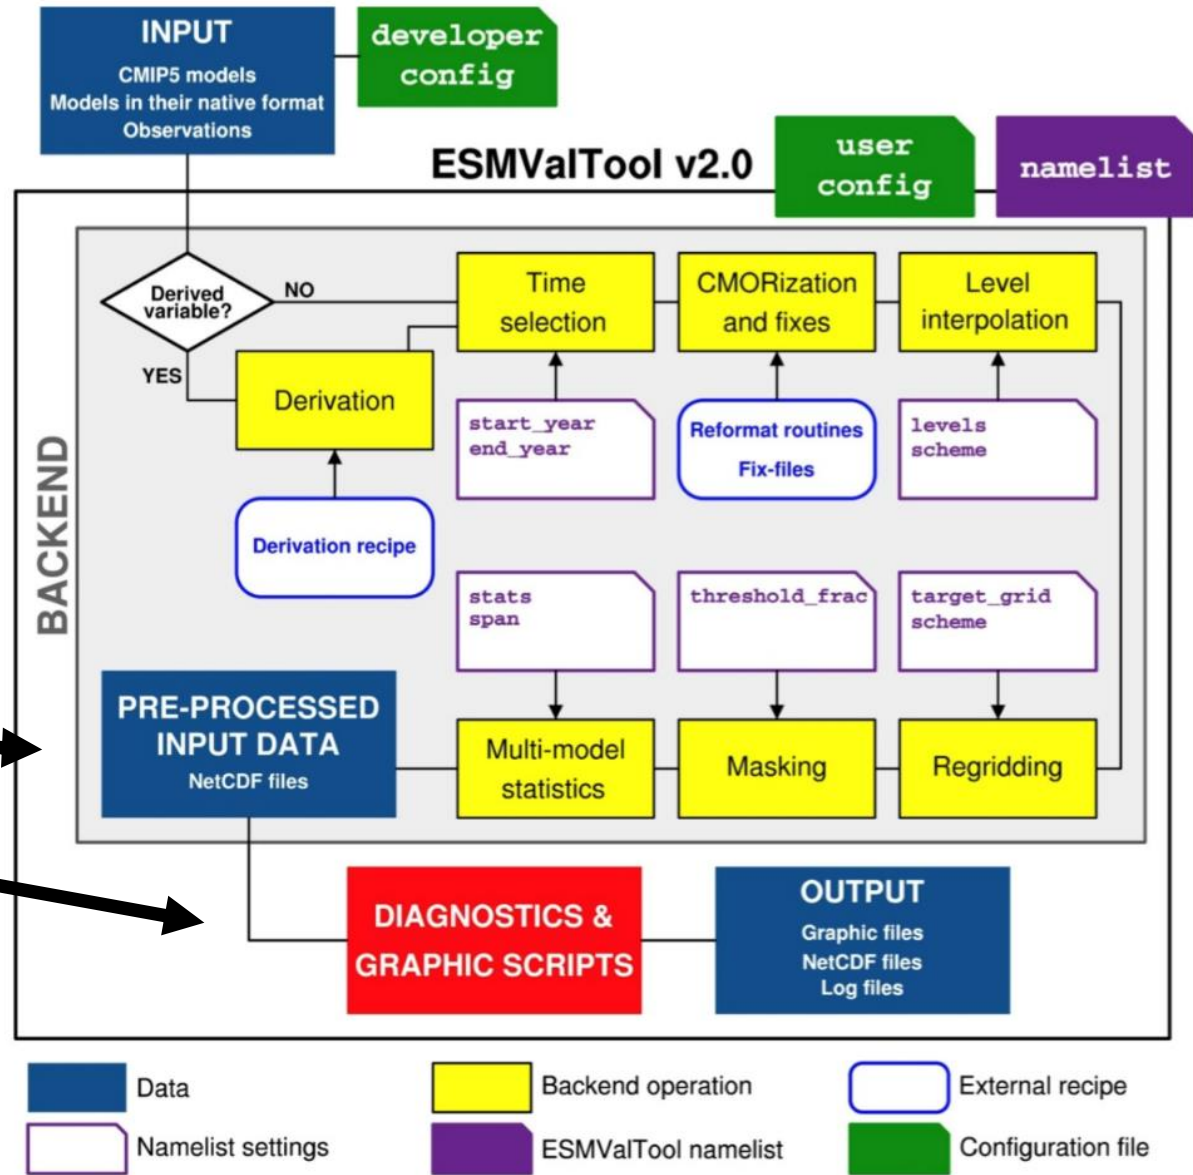 INPUT
CMIP5 models
Models in their native format
Observations
developer
config
ESMValTool v2.0
user
config
namelist
BACKEND
Derived
variable?
NO
YES
Derivation
Derivation recipe
Time
selection
start_year
end_year
CMORization
and fixes
Reformat routines
Fix-files
Level
interpolation
levels
scheme
stats
span
threshold_frac
target_grid
scheme
PRE-PROCESSED
INPUT DATA
NetCDF files
Multi-model
statistics
Masking
Regridding
DIAGNOSTICS &
GRAPHIC SCRIPTS
OUTPUT
Graphic files
NetCDF files
Log files
Data
Backend operation
External recipe
Namelist settings
ESMValTool namelist
Configuration file